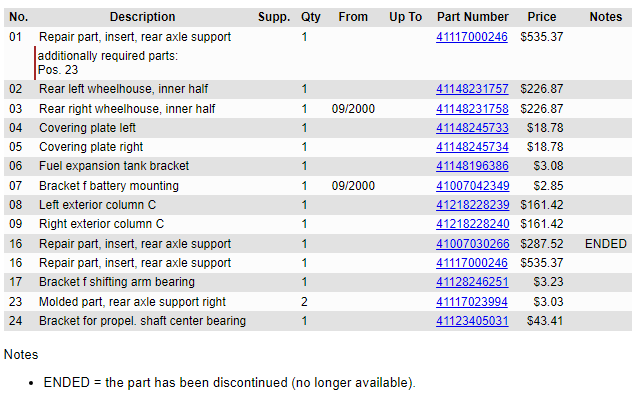 No. Description Supp. Qty From Up To Part Number Price Notes
01 Repair part, insert, rear axle support 1 41117000246 $535.37
additionally required parts:
Pos. 23
02 Rear left wheelhouse, inner half 1 41148231757 $226.87
03 Rear right wheelhouse, inner half 1 09/2000 41148231758 $226.87
04 Covering plate left 1 41148245733 $18.78
05 Covering plate right 1 41148245734 $18.78
06 Fuel expansion tank bracket 1 41148196386 $3.08
07 Bracket f battery mounting 1 09/2000 41007042349 $2.85
08 Left exterior column C 1 41218228239 $161.42
09 Right exterior column C 1 41218228240 $161.42
16 Repair part, insert, rear axle support 1 41007030266 $287.52 ENDED
16 Repair part, insert, rear axle support 1 41117000246 $535.37
17 Bracket f shifting arm bearing 1 41128246251 $3.23
23 Molded part, rear axle support right 2 41117023994 $3.03
24 Bracket for propel. shaft center bearing 1 41123405031 $43.41
Notes
• ENDED = the part has been discontinued (no longer available).